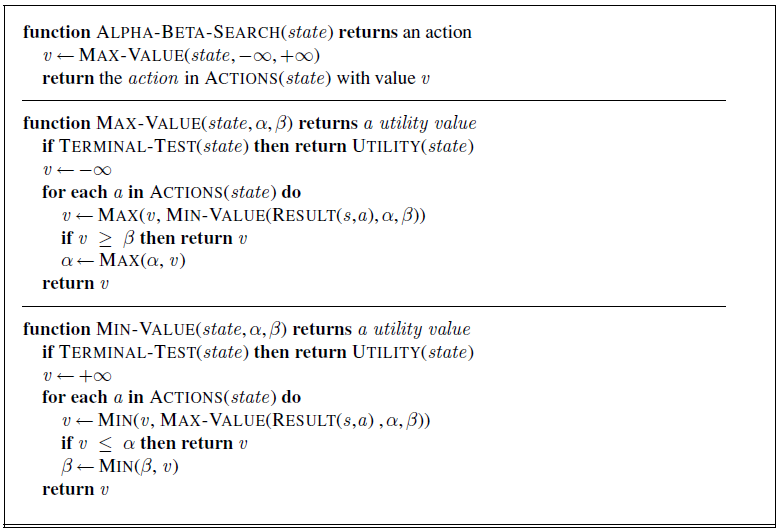 function ALPHA-BETA-SEARCH(state) returns an action
v ← MAX-VALUE(state, −∞, +∞)
return the action in ACTIONS(state) with value v
function MAX-VALUE(state, α, β) returns a utility value
if TERMINAL-TEST(state) then return UTILITY(state)
v ← −∞
for each a in ACTIONS(state) do
v ← MAX(v, MIN-VALUE(RESULT(s,a), α, β))
if v ≥ β then return v
α ← MAX(α, v)
return v
function MIN-VALUE(state, α, β) returns a utility value
if TERMINAL-TEST(state) then return UTILITY(state)
v ← +∞
for each a in ACTIONS(state) do
v ← MIN(v, MAX-VALUE(RESULT(s,a) , α, β))
if v ≤ α then return v
β ← MIN(β, v)
return v